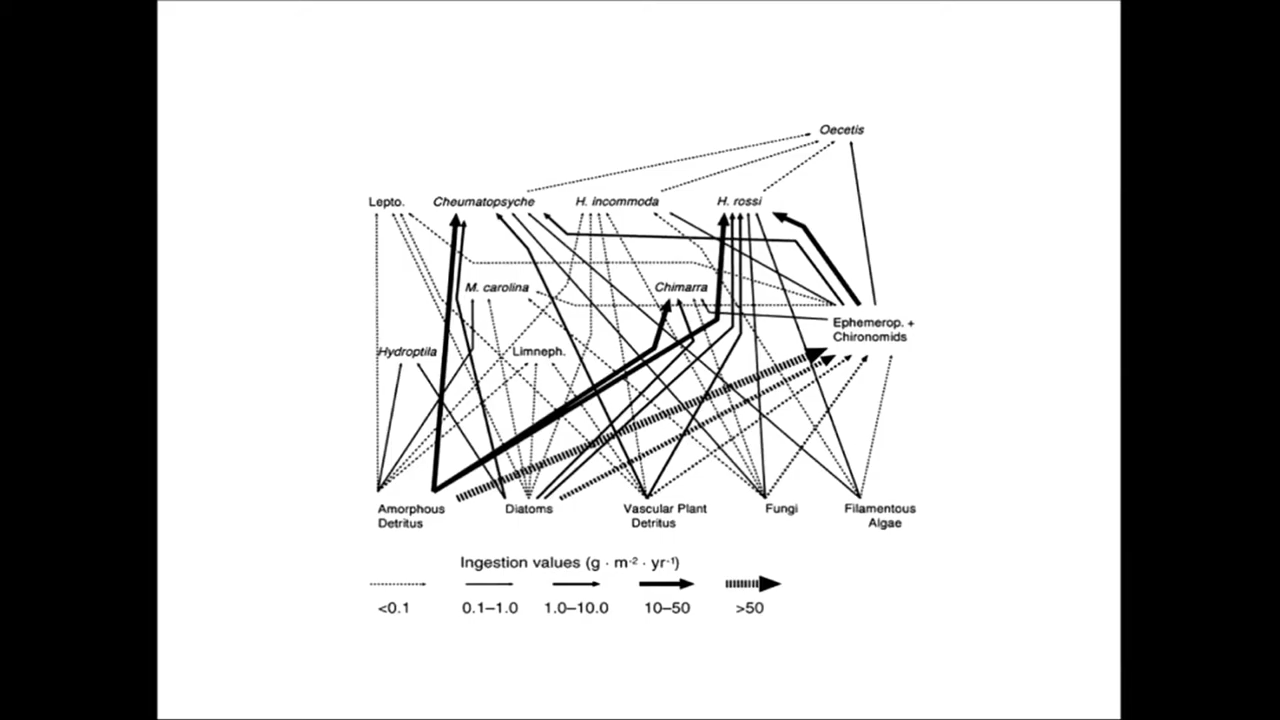 Oecetis
Lepto. Cheumatopsyche H. incommoda H. rossi
M. carolina Chimarra
Ephemerop. +
Chironomids
Hydroptila Limneph.
Amorphous Diatoms Vascular Plant Fungi Filamentous
Detritus Detritus Algae
Ingestion values (g · m-2 · yr-1)
<0.1 0.1–1.0 1.0–10.0 10–50 >50